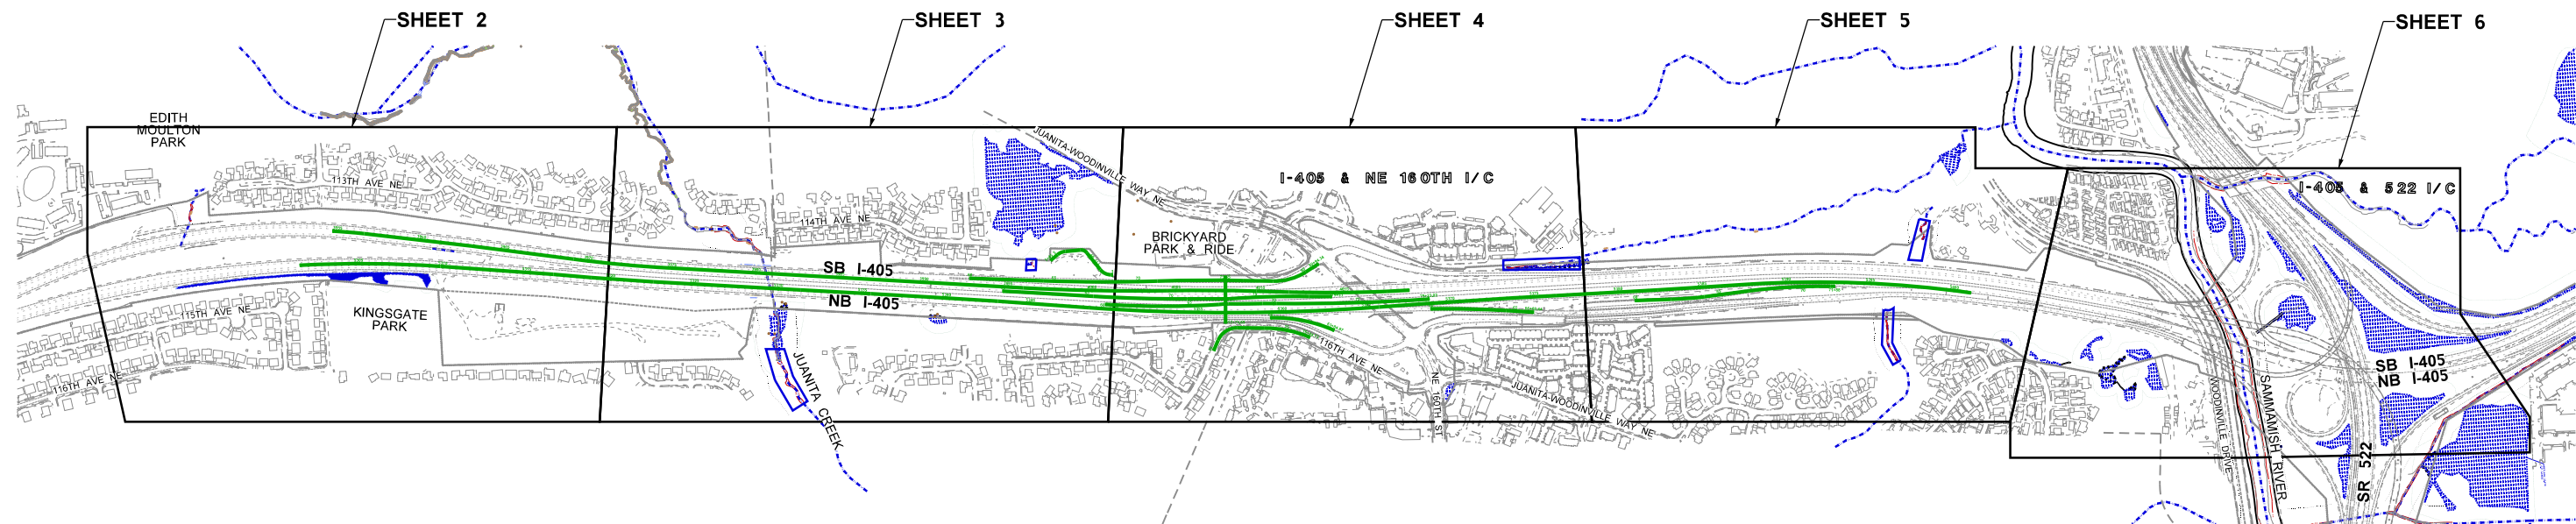 SHEET 2
SHEET 3
SHEET 4
SHEET 5
SHEET 6
EDITH
MOULTON
PARK
113TH AVE NE
JUANITA-WOODINVILLE WAY NE
I-405 & NE 160TH I/C
I-405 & 522 I/C
114TH AVE NE
BRICKYARD
PARK & RIDE
SB I-405
NB I-405
115TH AVE NE
KINGSGATE
PARK
116TH AVE NE
JUANITA CREEK
116TH AVE NE
NE 160TH ST
JUANITA-WOODINVILLE WAY NE
SB I-405
NB I-405
WOODINVILLE DRIVE
SAMMAMISH RIVER
SR 522